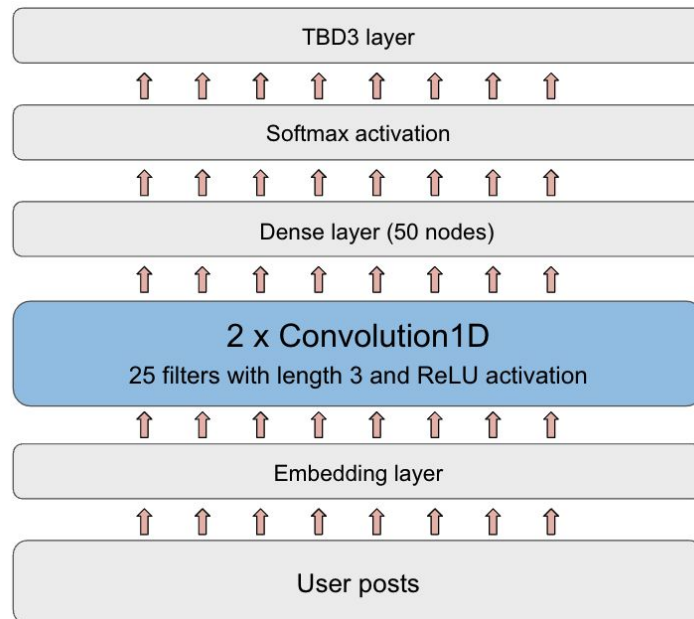 TBD3 layer
Softmax activation
Dense layer (50 nodes)
2 x Convolution1D
25 filters with length 3 and ReLU activation
Embedding layer
User posts